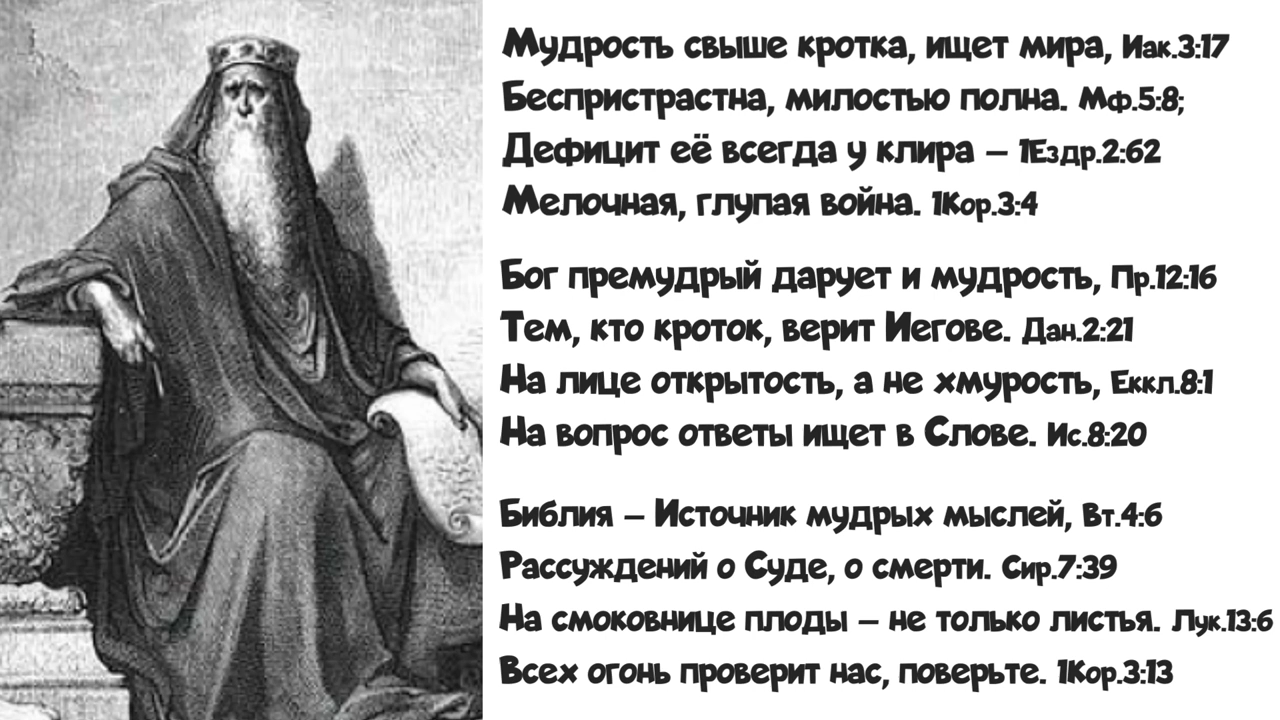 Мудрость свыше кротка, ищет мира, Иак.3:17
Беспристрастна, милостью полна. Мф.5:8;
Дефицит её всегда у клира – 1Ездр.2:62
Мелочная, глупая война. 1Кор.3:4
Бог премудрый дарует и мудрость, Пр.12:16
Тем, кто кроток, верит Иегове. Дан.2:21
На лице открытость, а не хмурость, Еккл.8:1
На вопрос ответы ищет в Слове. Ис.8:20
Библия – Источник мудрых мыслей, Вт.4:6
Рассуждений о Суде, о смерти. Сир.7:39
На смоковнице плоды – не только листья. Лук.13:6
Всех огонь проверит нас, поверьте. 1Кор.3:13